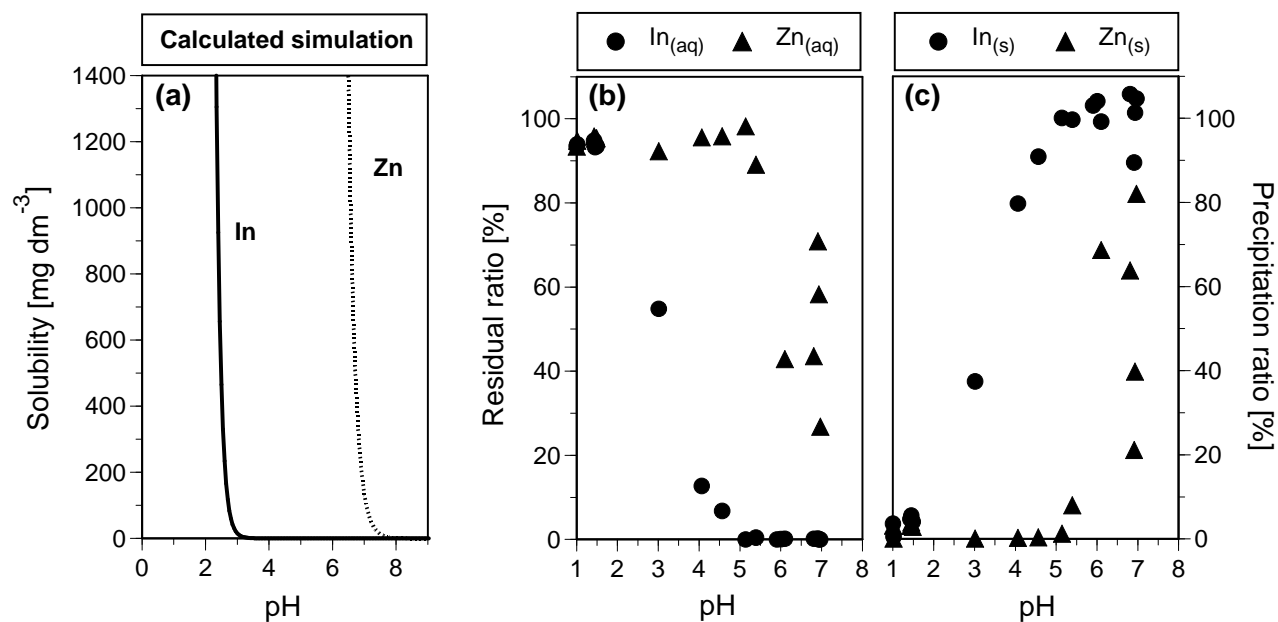 Calculated simulation
In(aq) Zn(aq)
In(s) Zn(s)
(a)
(b)
(c)
In
Zn
Solubility [mg dm-3]
1400
1200
1000
800
600
400
200
0
0 2 4 6 8
pH
Residual ratio [%]
100
80
60
40
20
0
1 2 3 4 5 6 7 8
pH
100
80
60
40
20
0
Precipitation ratio [%]
1 2 3 4 5 6 7 8
pH